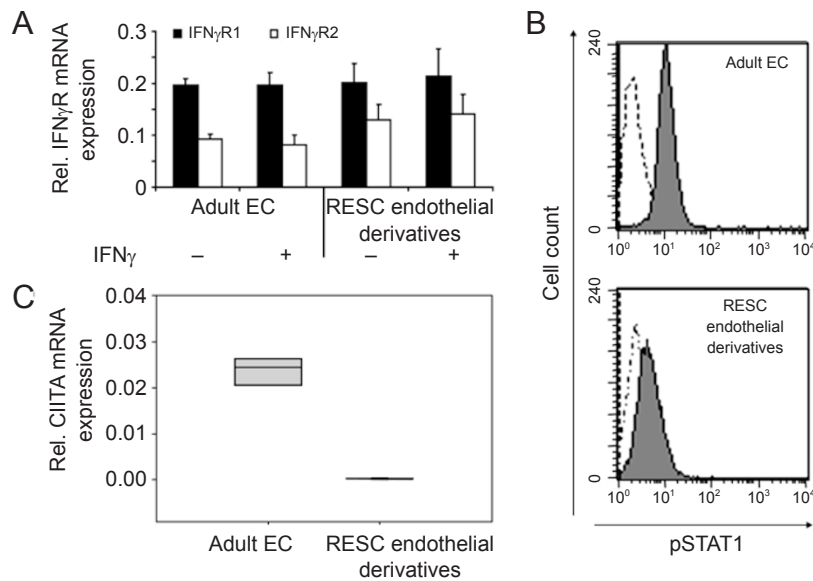 A
IFNγR1 IFNγR2
Rel. IFNγR mRNA
expression
0.3
0.2
0.1
0
Adult EC
RESC endothelial
derivatives
IFNγ – + – +
B
Cell count
240
0
Adult EC
10⁰ 10¹ 10² 10³ 10⁴
240
0
RESC
endothelial
derivatives
10⁰ 10¹ 10² 10³ 10⁴
pSTAT1
C
Rel. CIITA mRNA
expression
0.04
0.03
0.02
0.01
0.00
Adult EC
RESC endothelial
derivatives